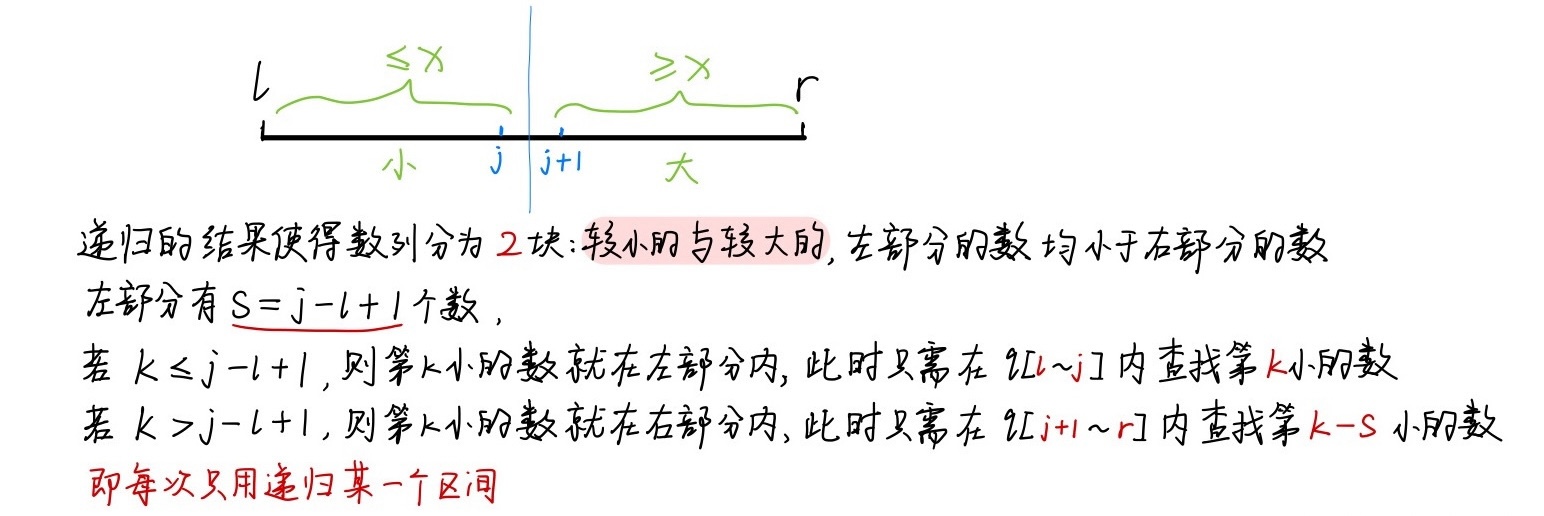 ≤x ≥x
l r
小 j j+1 大
递归的结果使得数列分为2块:较小的与较大的,左部分的数均小于右部分的数
左部分有 S=j-l+1个数,
若 k≤j-l+1,则第k小的数就在左部分内,此时只需在 q[l~j]内查找第k小的数
若 k>j-l+1,则第k小的数就在右部分内,此时只需在 q[j+1~r]内查找第k-S小的数
即每次只用递归某一个区间